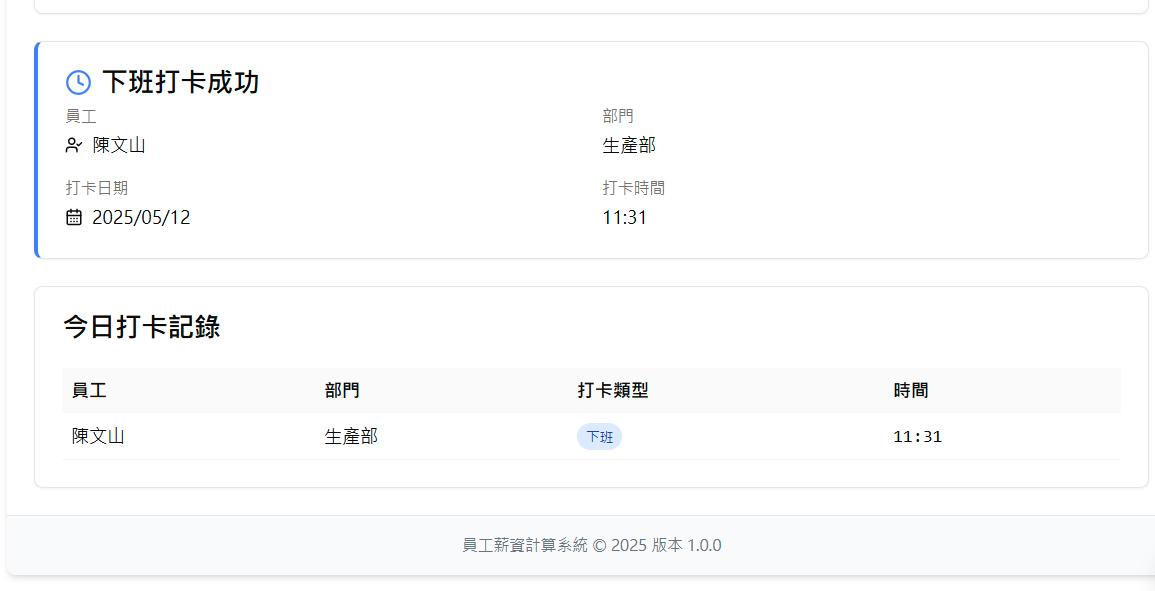 下班打卡成功
員工 部門
陳文山 生產部
打卡日期 打卡時間
2025/05/12 11:31
今日打卡記錄
員工 部門 打卡類型 時間
陳文山 生產部 下班 11:31
員工薪資計算系統 © 2025 版本 1.0.0